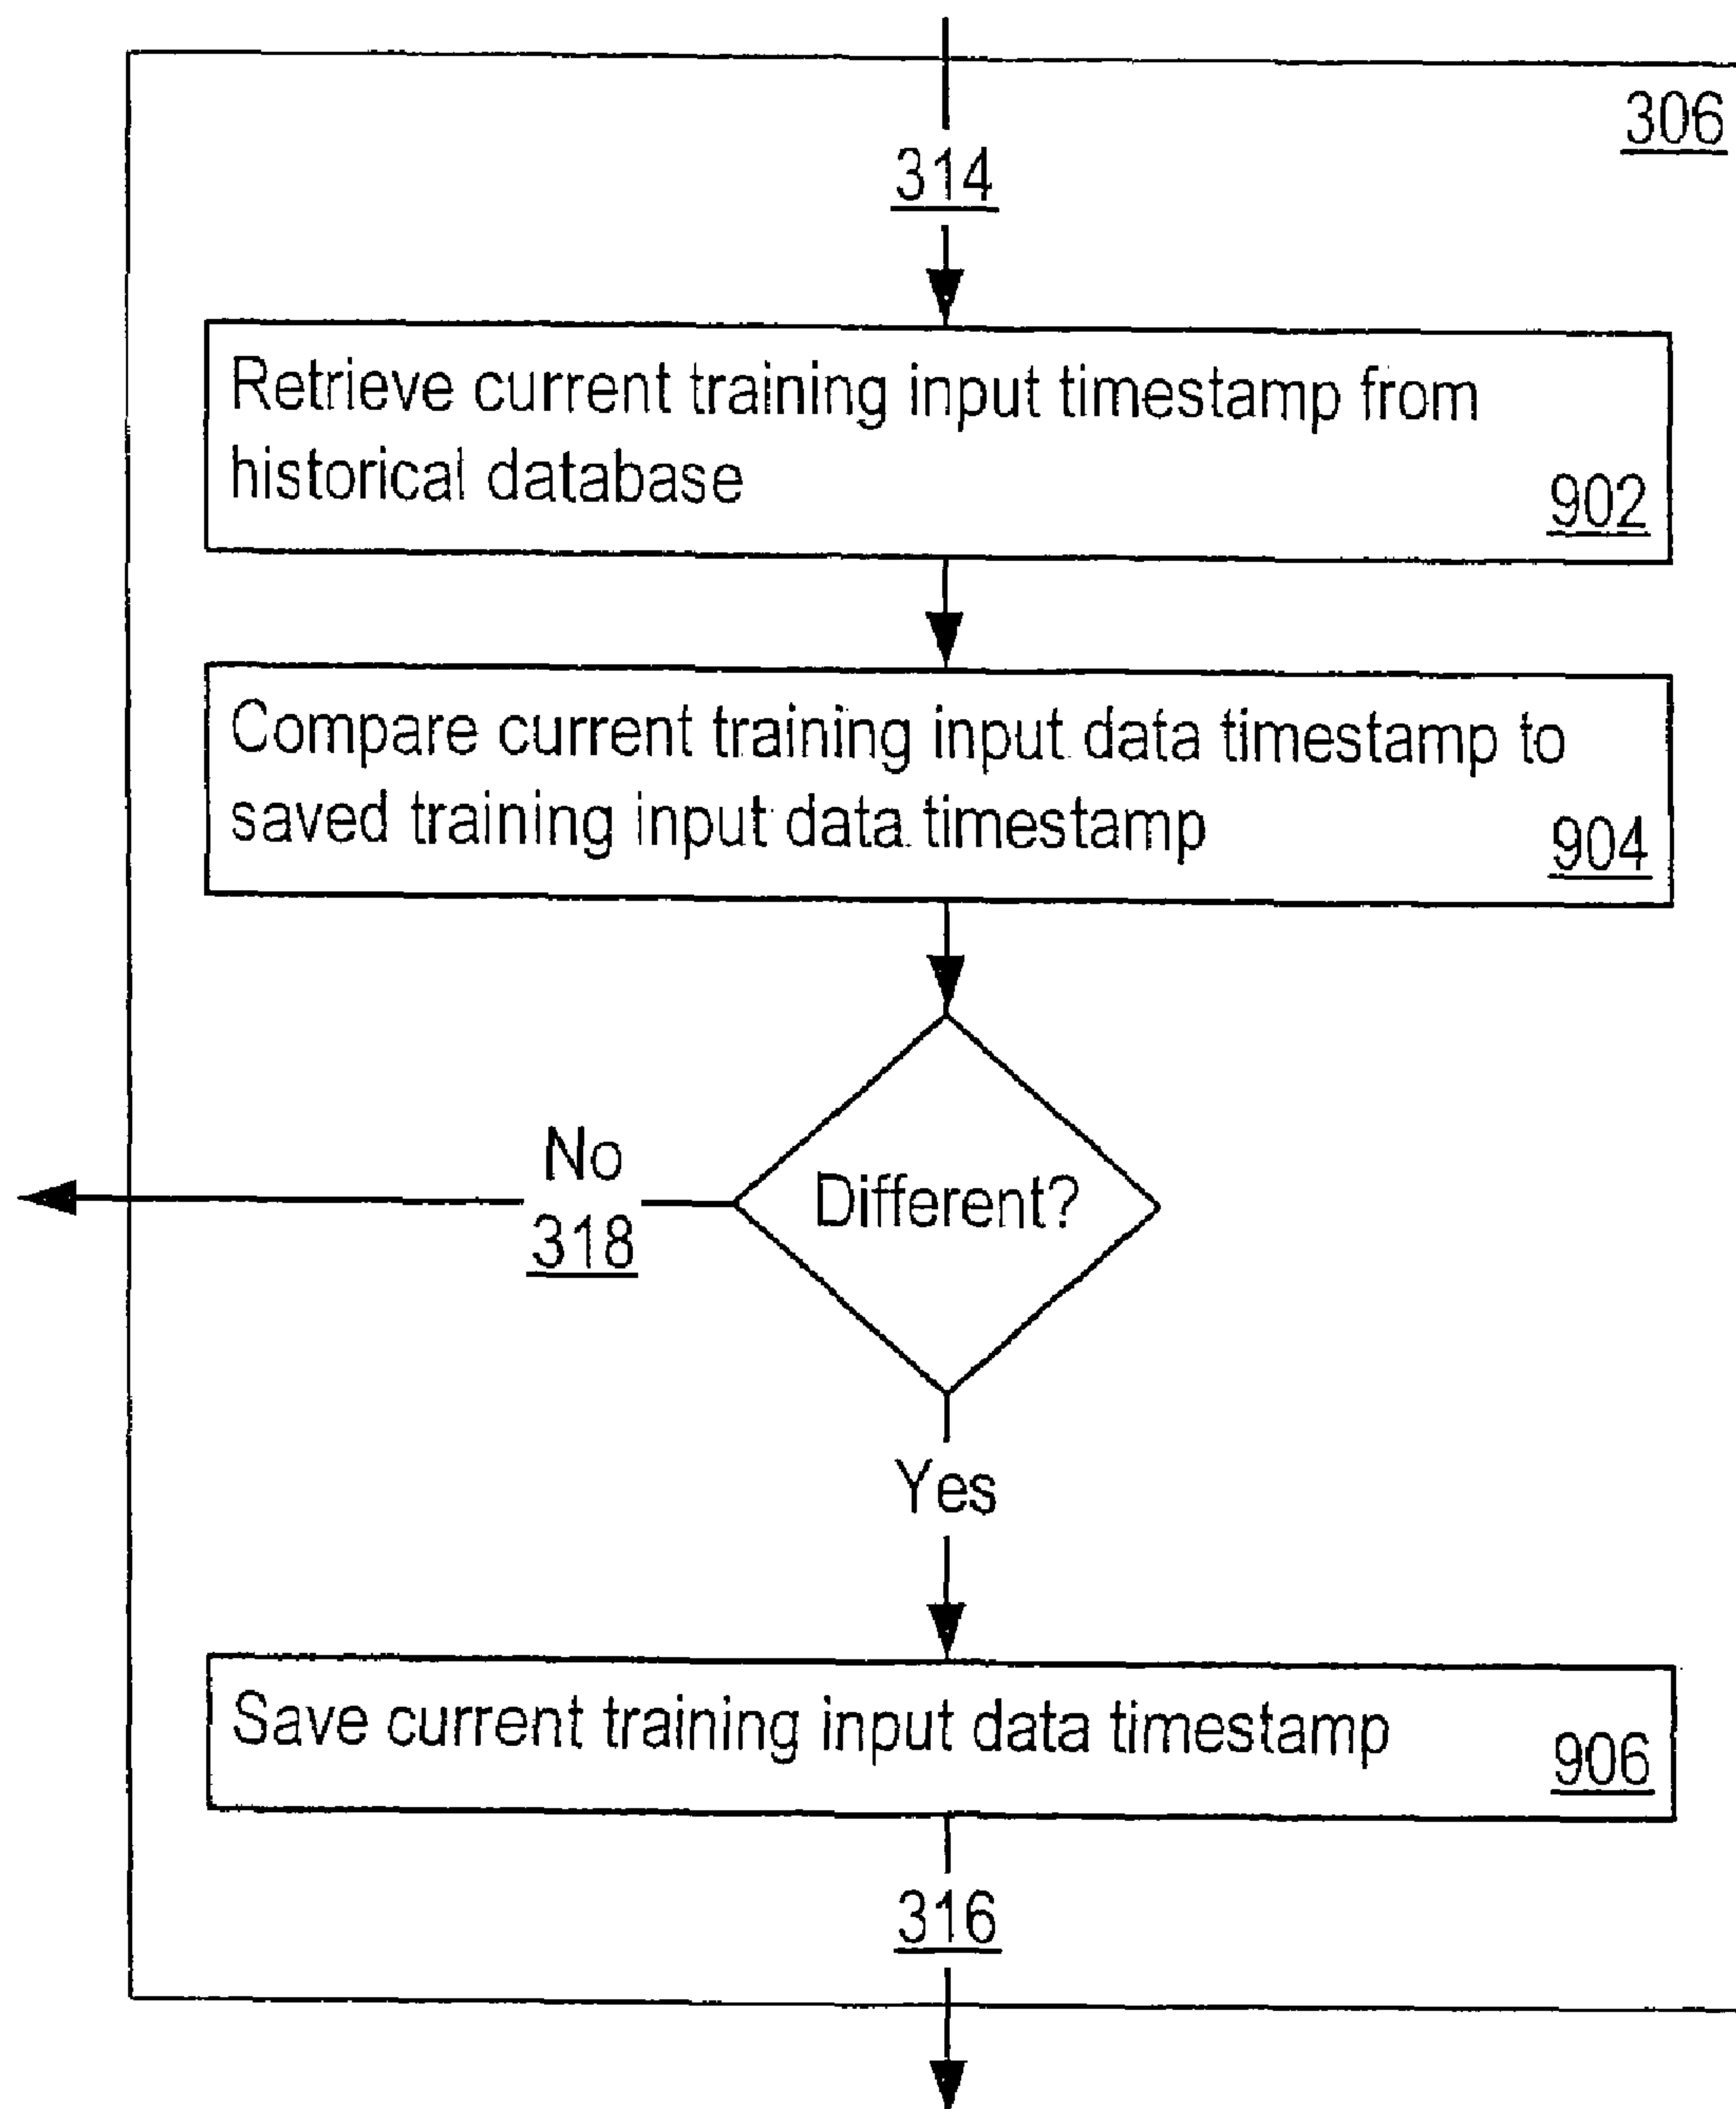 306
314
Retrieve current training input timestamp from
historical database
902
Compare current training input data timestamp to
saved training input data timestamp
904
No
318
Different?
Yes
Save current training input data timestamp
906
316